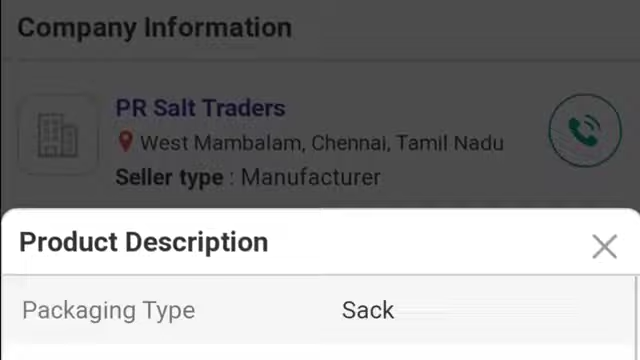 Company Information
PR Salt Traders
West Mambalam, Chennai, Tamil Nadu
Seller type : Manufacturer
Product Description
Packaging Type Sack